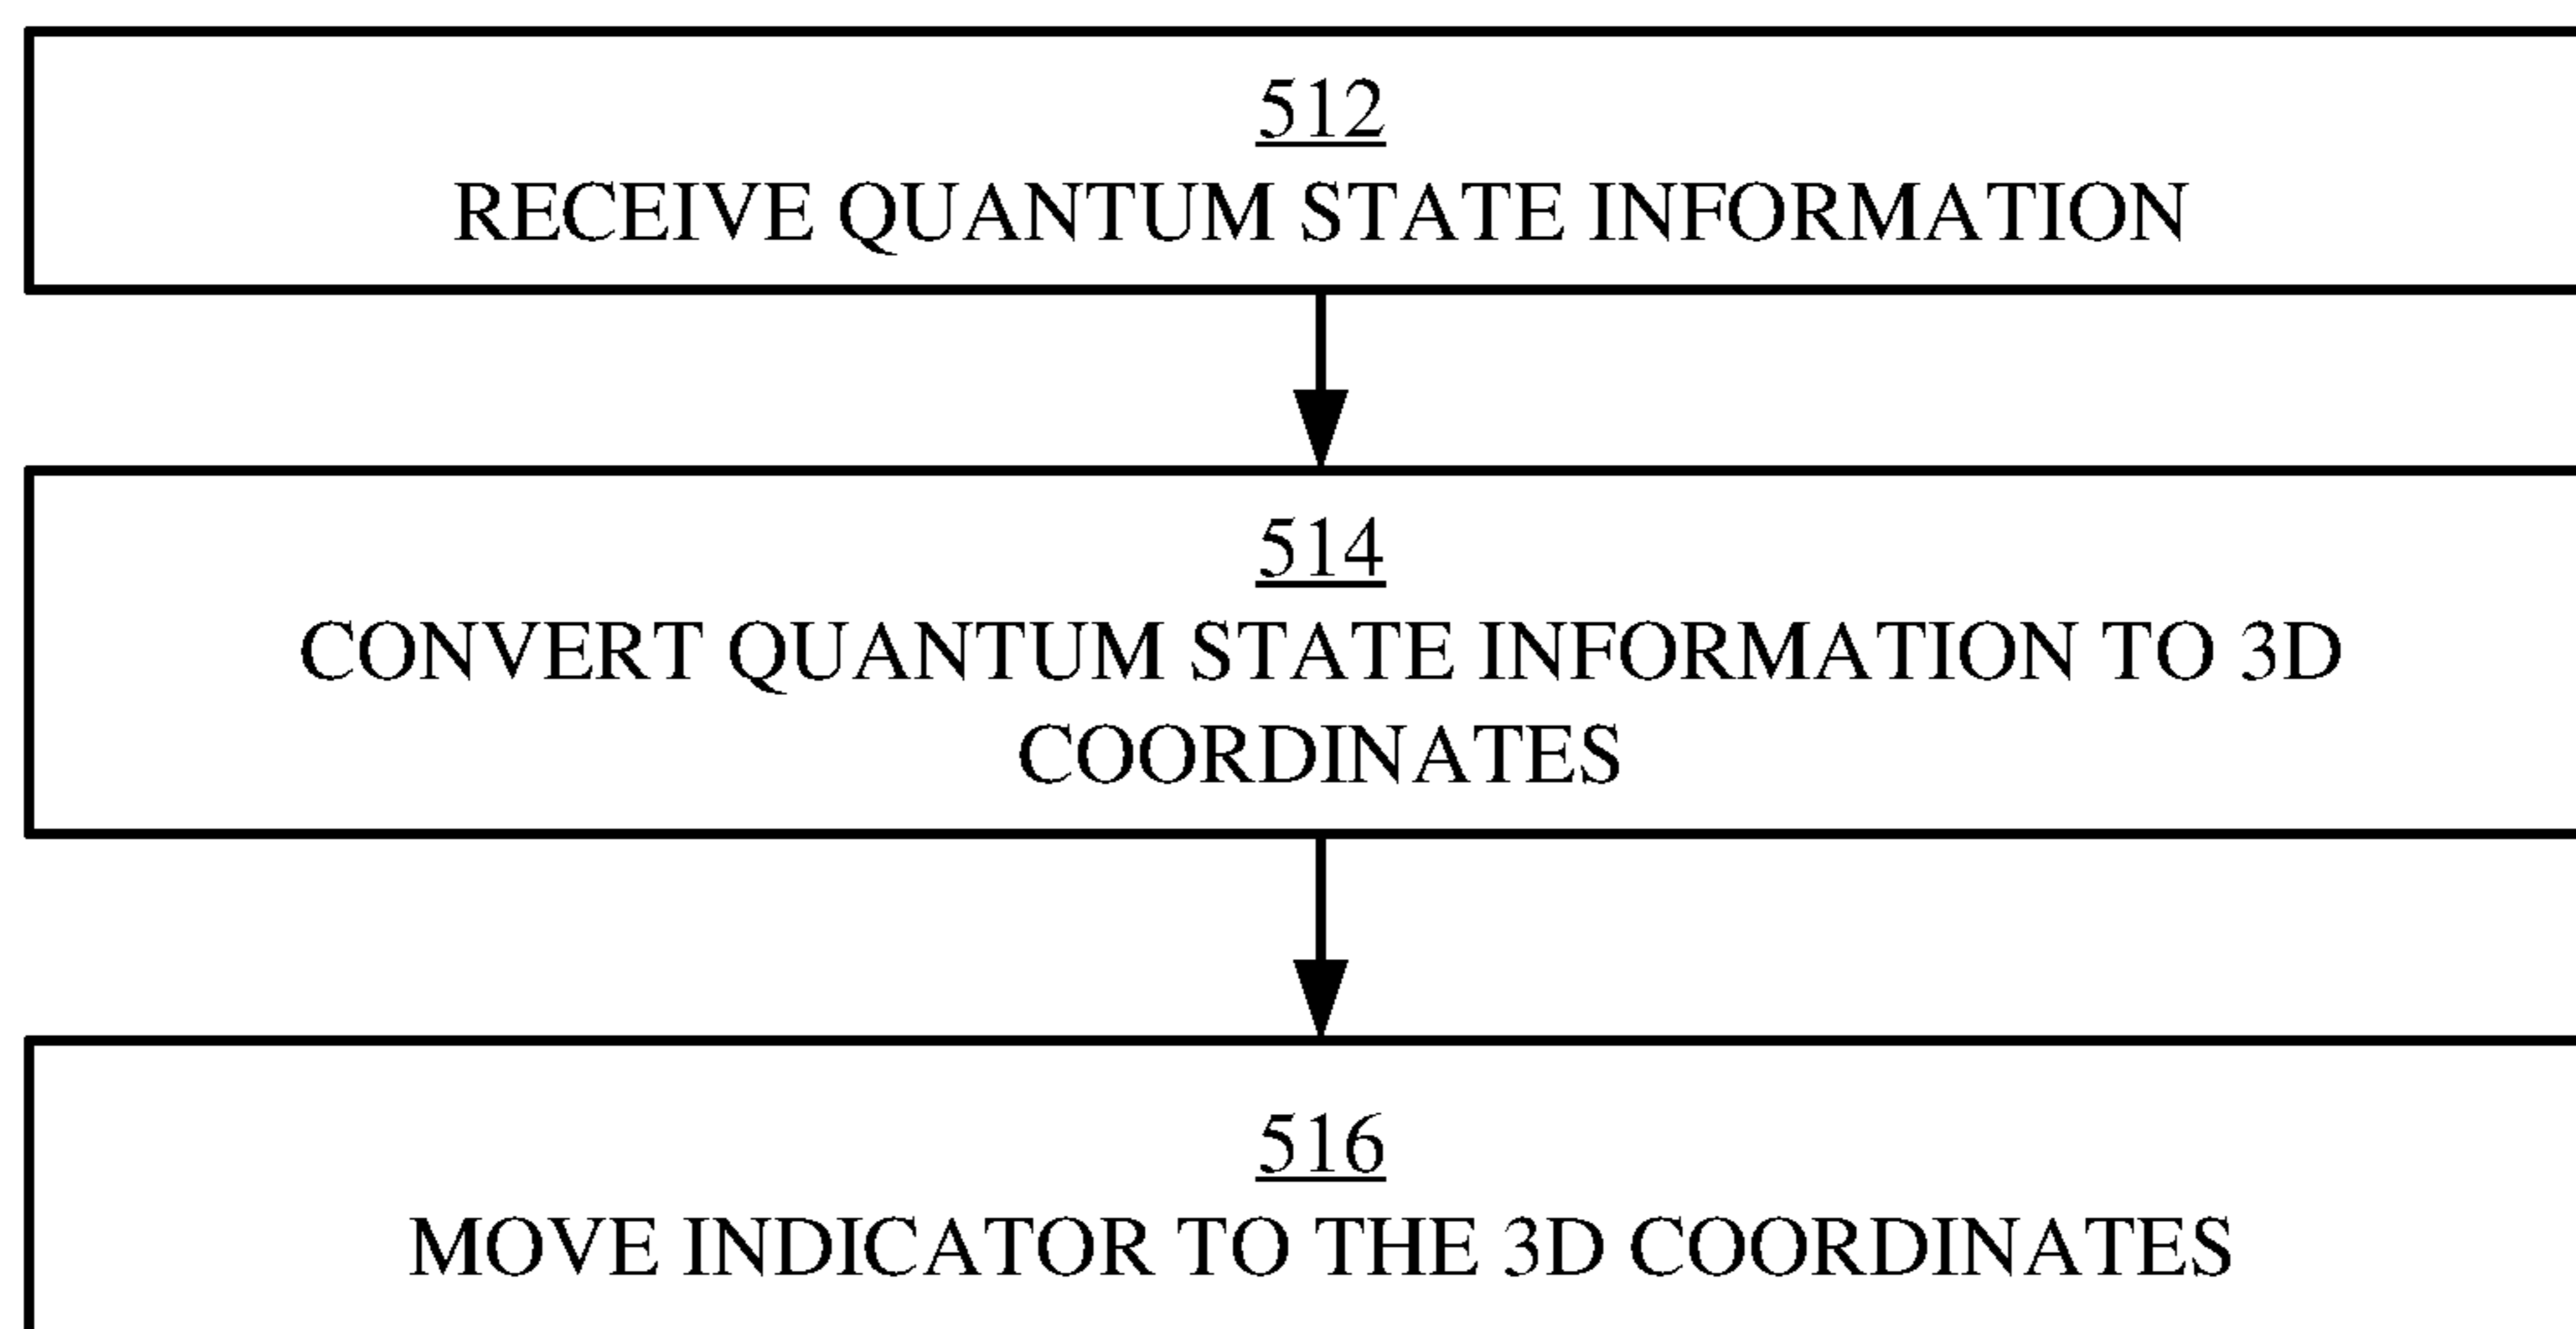 512
RECEIVE QUANTUM STATE INFORMATION
514
CONVERT QUANTUM STATE INFORMATION TO 3D
COORDINATES
516
MOVE INDICATOR TO THE 3D COORDINATES